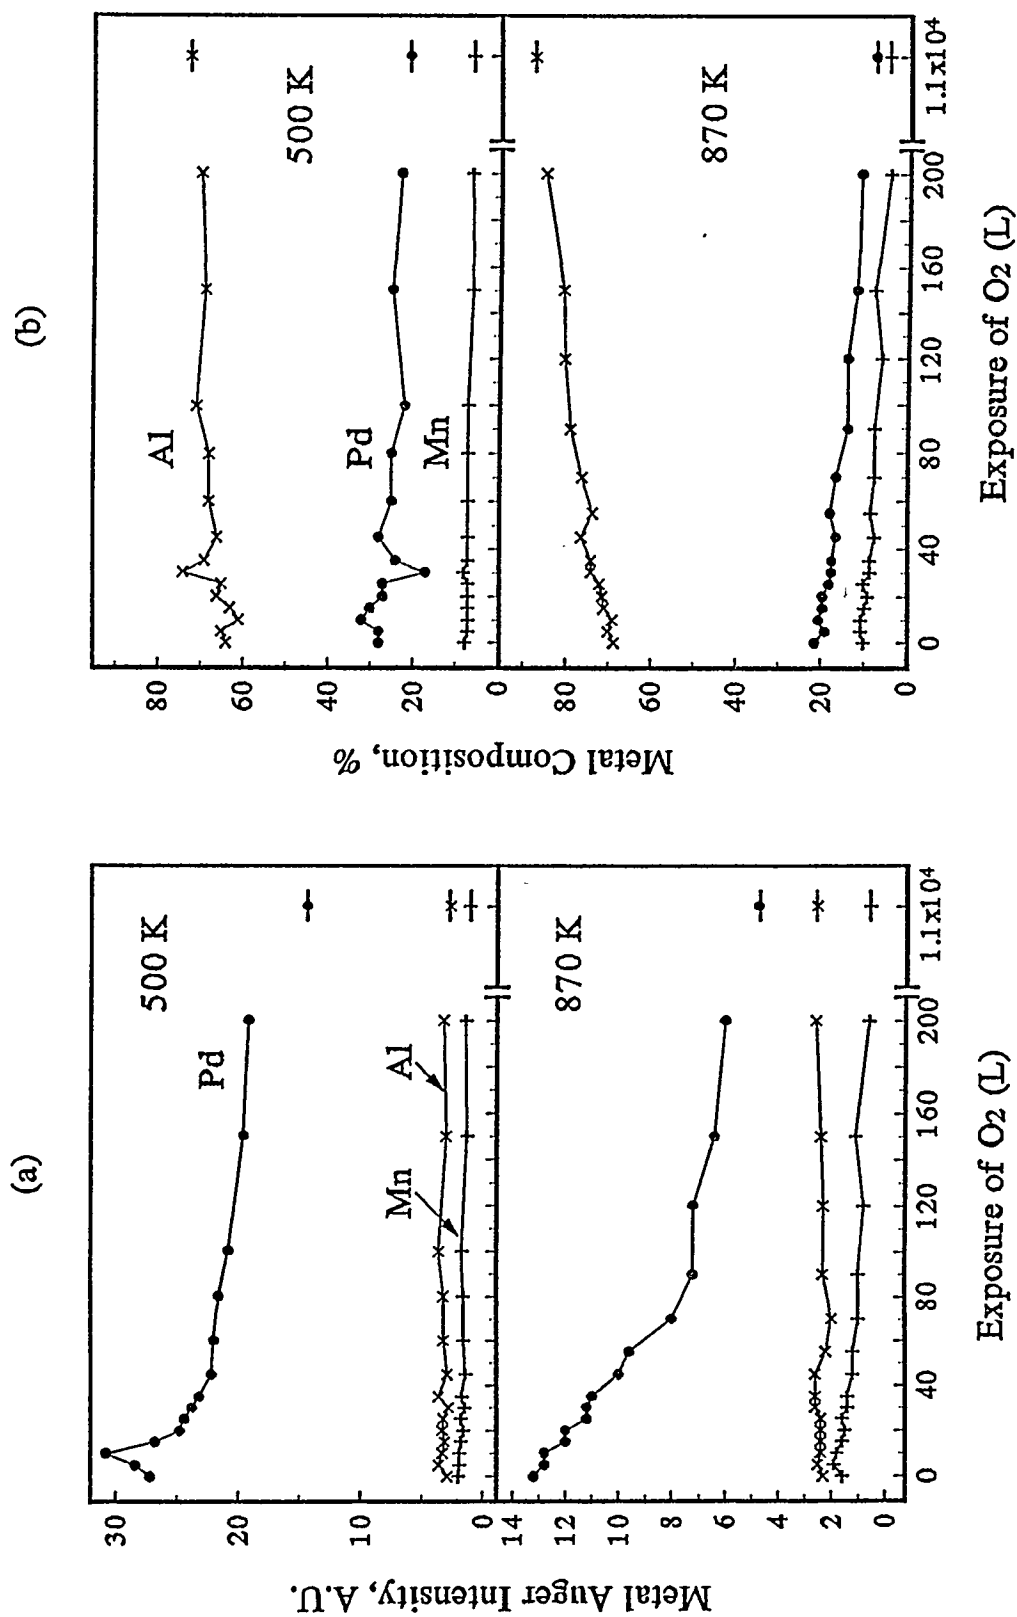 (a)
Metal Auger Intensity, A.U.
30
20
10
0
500 K
Pd
Mn
Al
14
12
10
8
6
4
2
0
870 K
0
40
80
120
160
200
1.1x10⁴
Exposure of O₂ (L)
(b)
Metal Composition, %
80
60
40
20
0
500 K
Al
Pd
Mn
80
60
40
20
0
870 K
0
40
80
120
160
200
1.1x10⁴
Exposure of O₂ (L)